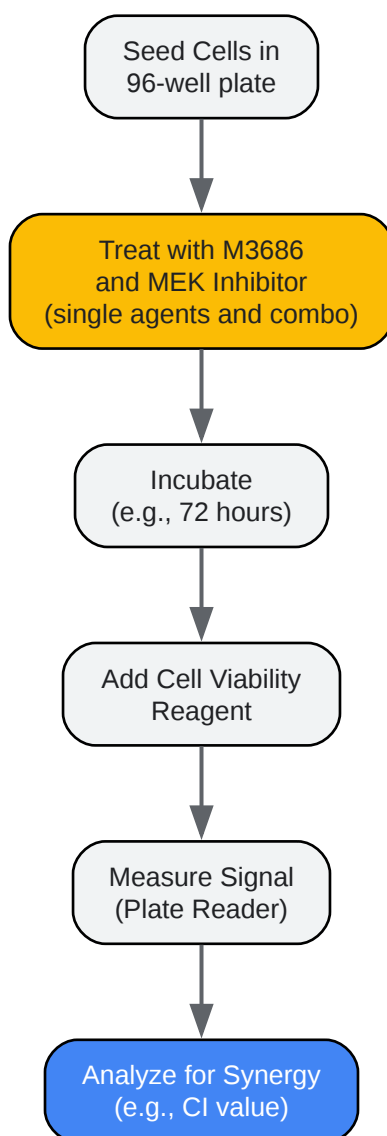 Seed Cells in
96-well plate
Treat with M3686
and MEK Inhibitor
(single agents and combo)
Incubate
(e.g., 72 hours)
Add Cell Viability
Reagent
Measure Signal
(Plate Reader)
Analyze for Synergy
(e.g., CI value)